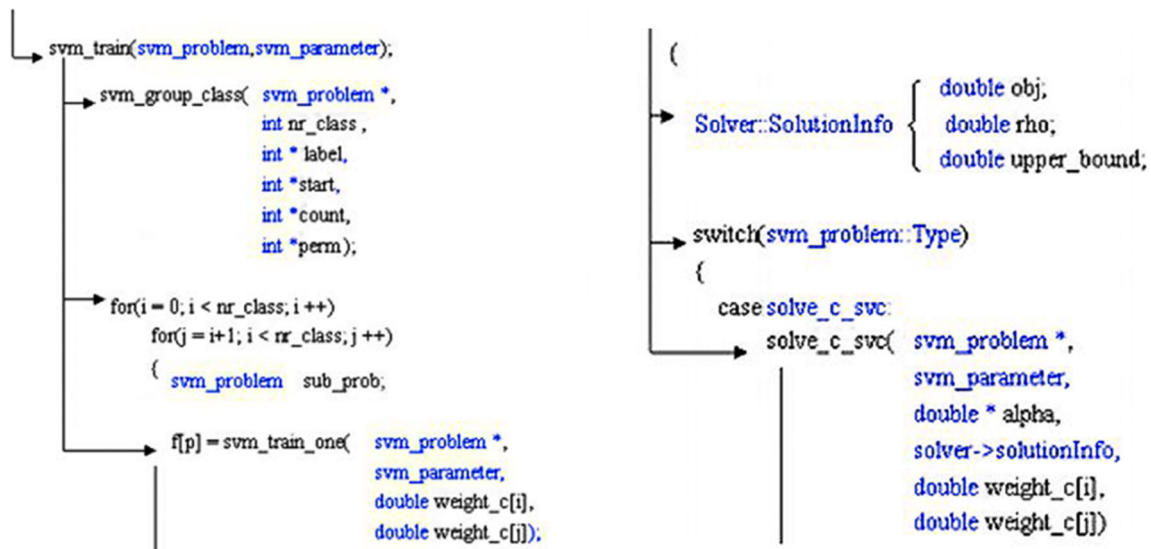 svm_train(svm_problem,svm_parameter);
svm_group_class( svm_problem *,
int nr_class ,
int * label,
int *start,
int *count,
int *perm);
for(i = 0; i < nr_class; i ++)
for(j = i+1; i < nr_class; j ++)
{ svm_problem sub_prob;
f[p] = svm_train_one( svm_problem *,
svm_parameter,
double weight_c[i],
double weight_c[j]);
{
Solver::SolutionInfo { double obj;
double rho;
double upper_bound;
switch(svm_problem::Type)
{
case solve_c_svc:
solve_c_svc( svm_problem *,
svm_parameter,
double * alpha,
solver->solutionInfo,
double weight_c[i],
double weight_c[j])